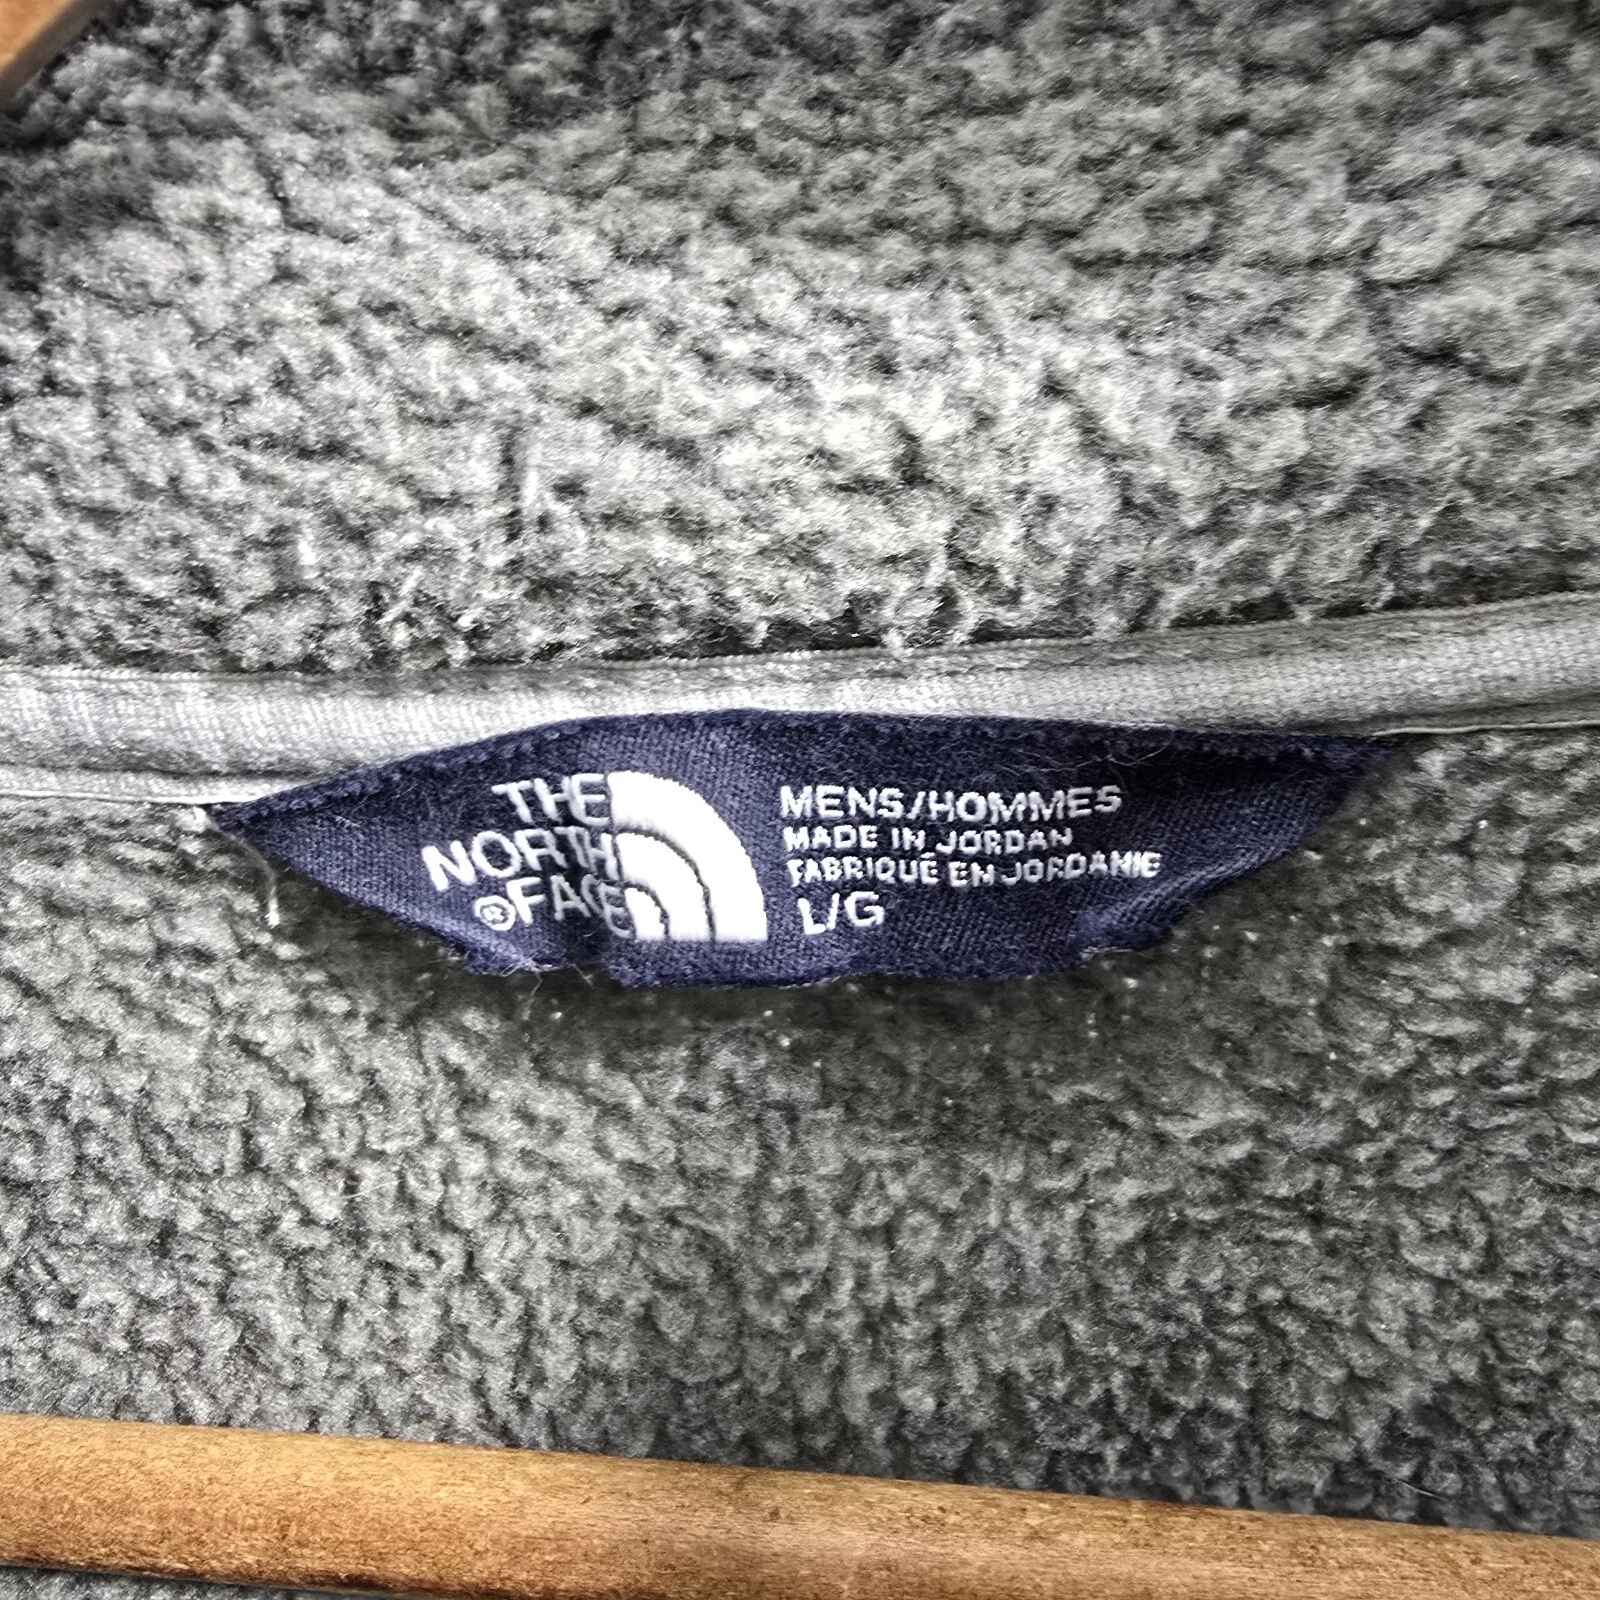 THE
NORTH
®FACE
MENS/HOMMES
MADE IN JORDAN
FABRIQUÉ EN JORDANIE
L/G